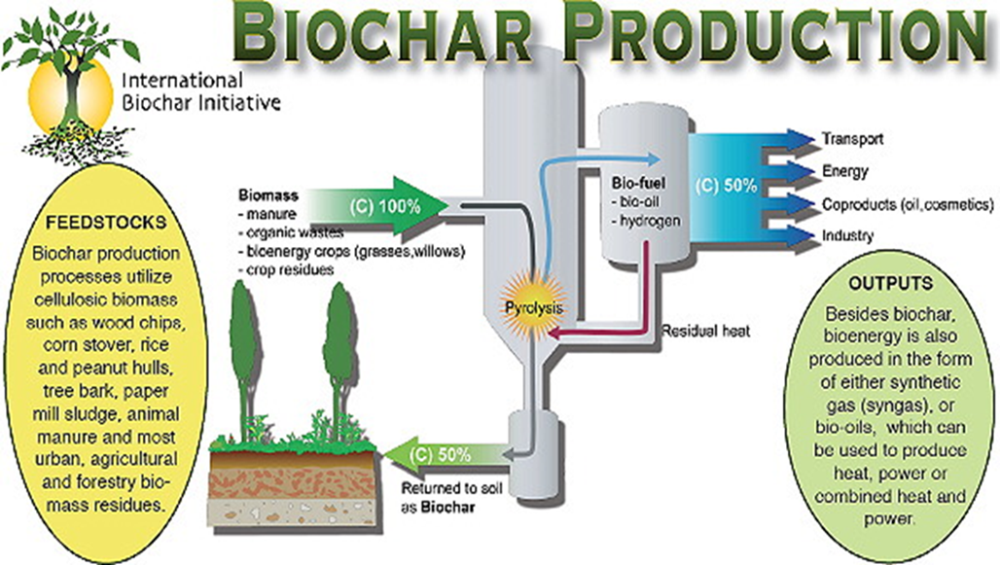 BIOCHAR PRODUCTION
International
Biochar Initiative
FEEDSTOCKS
Biochar production
processes utilize
cellulosic biomass
such as wood chips,
corn stover, rice
and peanut hulls,
tree bark, paper
mill sludge, animal
manure and most
urban, agricultural
and forestry bio-
mass residues.
Biomass
- manure
- organic wastes
- bioenergy crops (grasses,willows)
- crop residues
(C) 100%
Pyrolysis
Bio-fuel
- bio-oil
- hydrogen
(C) 50%
Transport
Energy
Coproducts (oil,cosmetics)
Industry
Residual heat
(C) 50%
Returned to soil
as Biochar
OUTPUTS
Besides biochar,
bioenergy is also
produced in the form
of either synthetic
gas (syngas), or
bio-oils, which can
be used to produce
heat, power or
combined heat and
power.